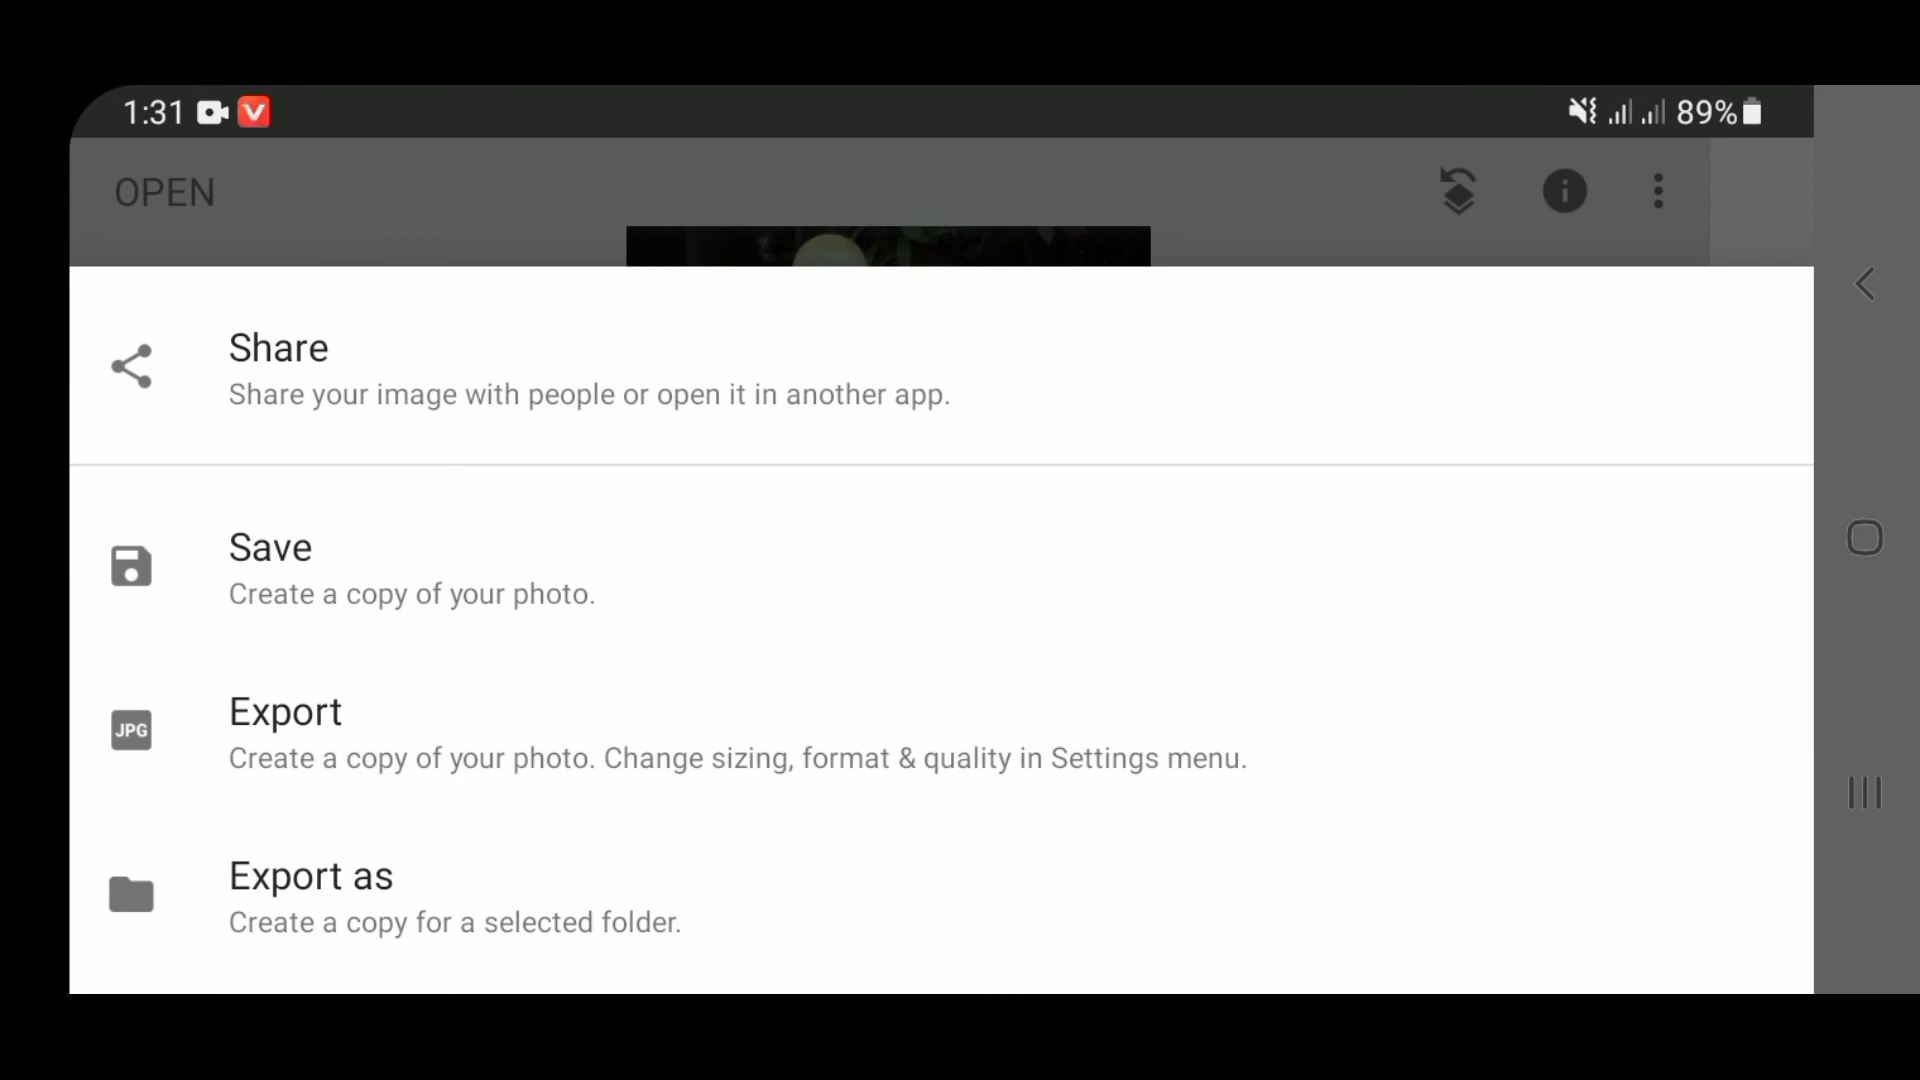 1:31
89%
OPEN
Share
Share your image with people or open it in another app.
Save
Create a copy of your photo.
JPG
Export
Create a copy of your photo. Change sizing, format & quality in Settings menu.
Export as
Create a copy for a selected folder.